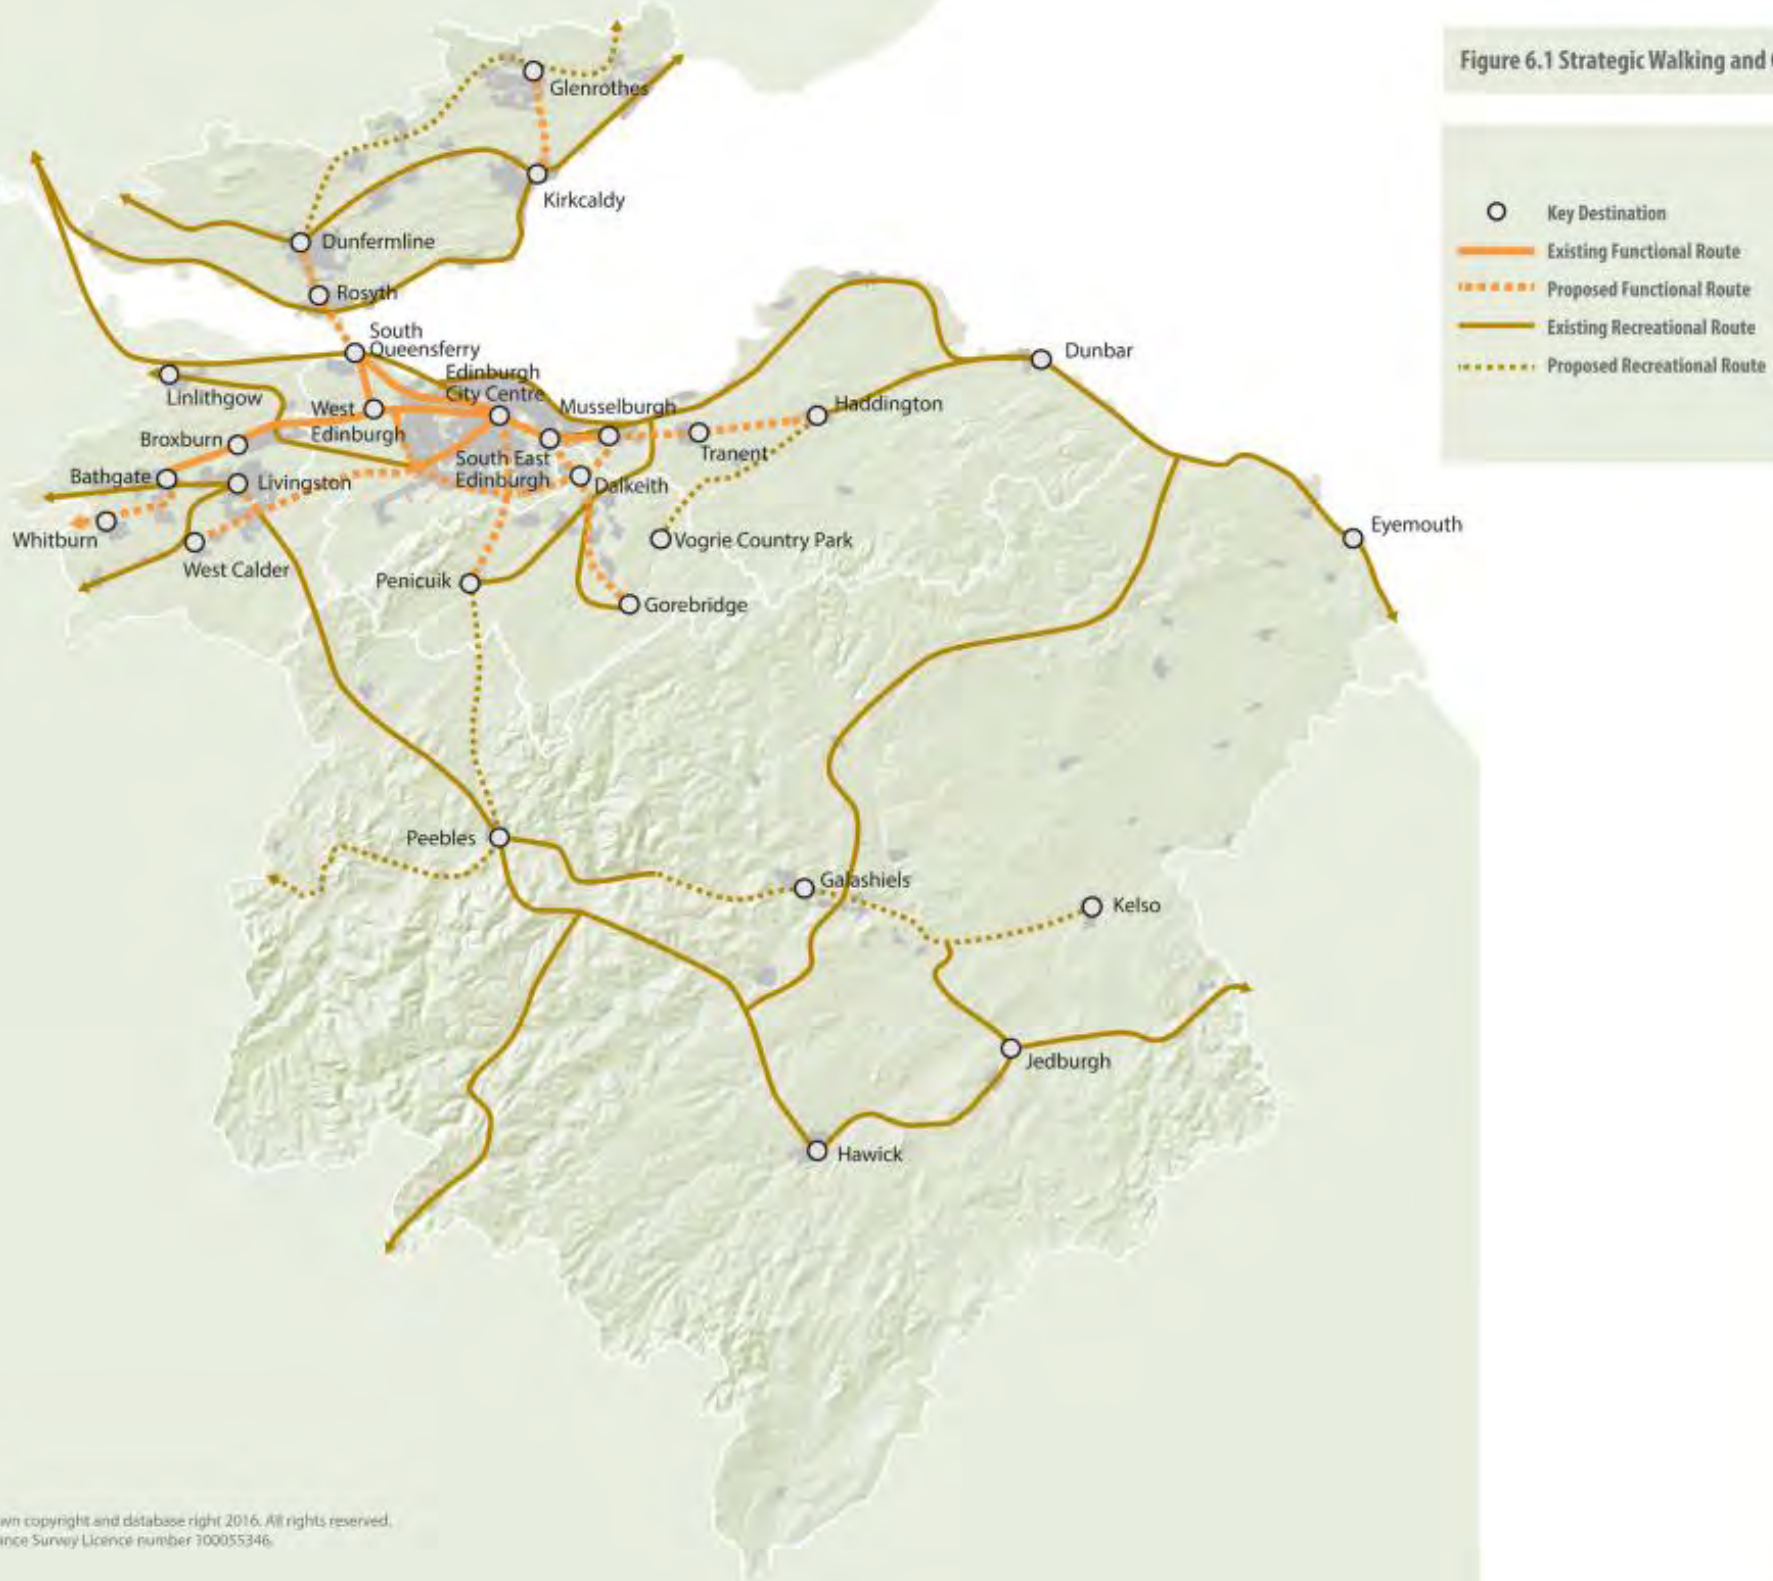 Figure 6.1 Strategic Walking and
Key Destination
Existing Functional Route
Proposed Functional Route
Existing Recreational Route
Proposed Recreational Route
Glenrothes
Kirkcaldy
Dunfermline
Rosyth
South
Queensferry
Edinburgh
City Centre
Linlithgow
West
Edinburgh
Musselburgh
Haddington
Dunbar
Broxburn
Tranent
South East
Edinburgh
Bathgate
Livingston
Dalkeith
Whitburn
Vogrie Country Park
Eyemouth
West Calder
Penicuik
Gorebridge
Peebles
Galashiels
Kelso
Jedburgh
Hawick
wn copyright and database right 2016. All rights reserved.
ance Survey Licence number 100055346.